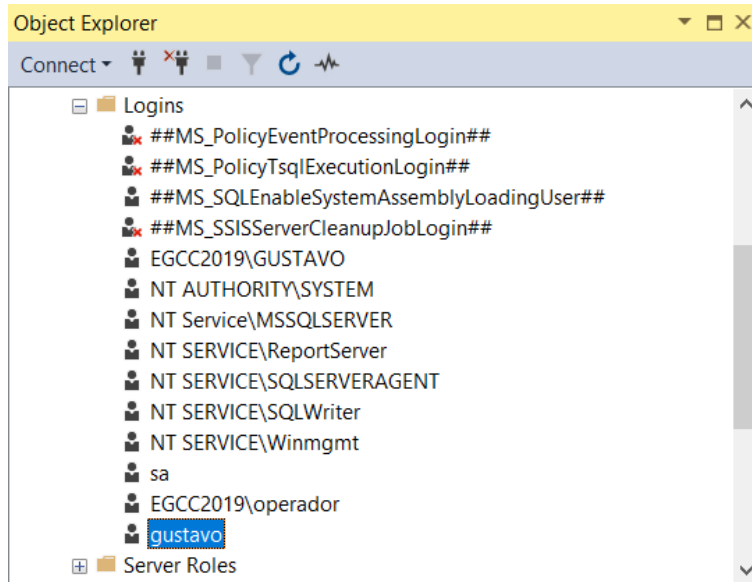 Object Explorer
Connect
Logins
##MS_PolicyEventProcessingLogin##
##MS_PolicyTsqlExecutionLogin##
##MS_SQLEnableSystemAssemblyLoadingUser##
##MS_SSISServerCleanupJobLogin##
EGCC2019\GUSTAVO
NT AUTHORITY\SYSTEM
NT Service\MSSQLSERVER
NT SERVICE\ReportServer
NT SERVICE\SQLSERVERAGENT
NT SERVICE\SQLWriter
NT SERVICE\Winmgmt
sa
EGCC2019\operador
gustavo
Server Roles